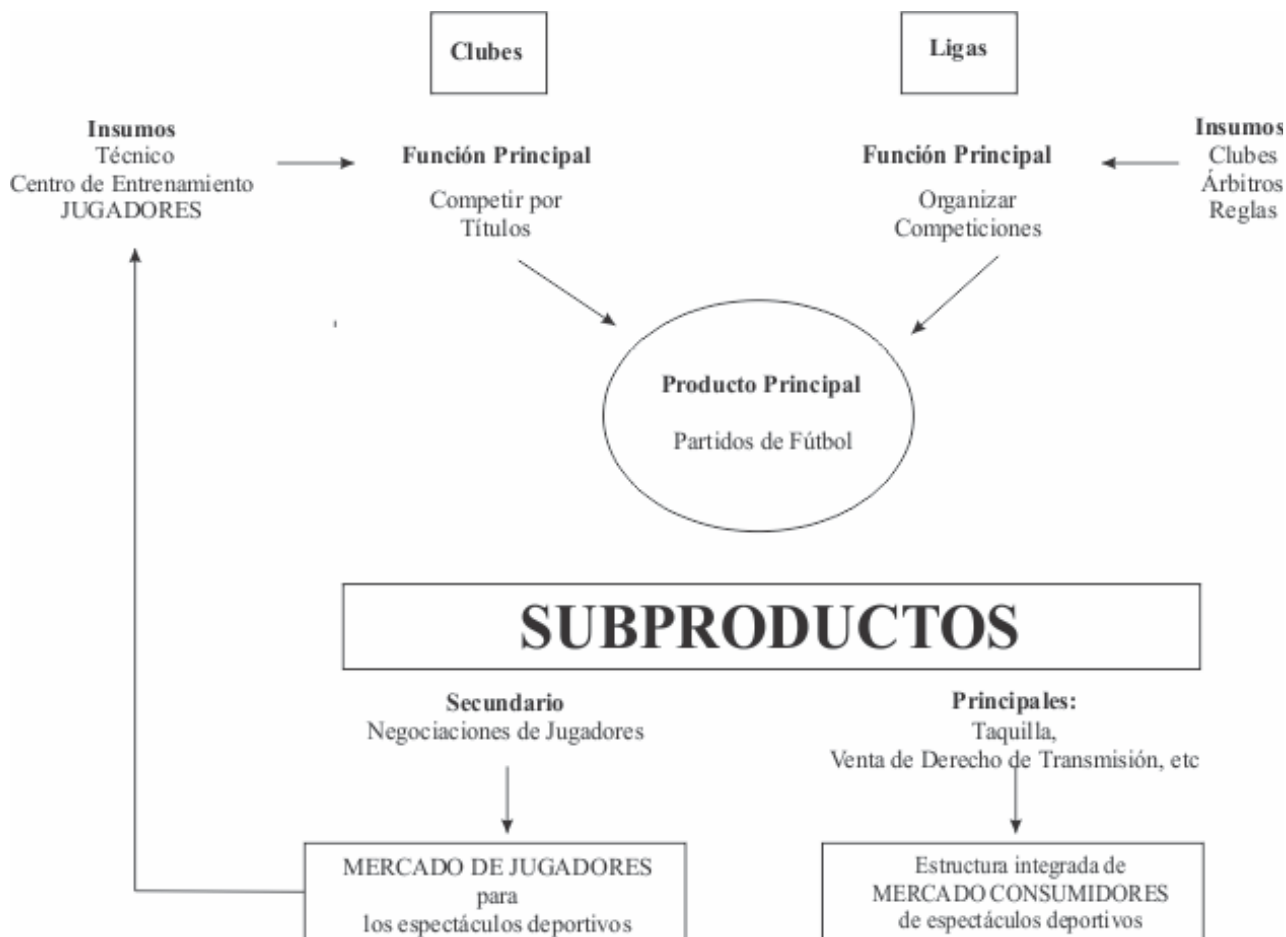 Clubes
Ligas
Insumos
Técnico
Centro de Entrenamiento
JUGADORES
Función Principal
Competir por
Títulos
Función Principal
Organizar
Competiciones
Insumos
Clubes
Árbitros
Reglas
Producto Principal
Partidos de Fútbol
SUBPRODUCTOS
Secundario
Negociaciones de Jugadores
Principales:
Taquilla,
Venta de Derecho de Transmisión, etc
MERCADO DE JUGADORES
para
los espectáculos deportivos
Estructura integrada de
MERCADO CONSUMIDORES
de espectáculos deportivos